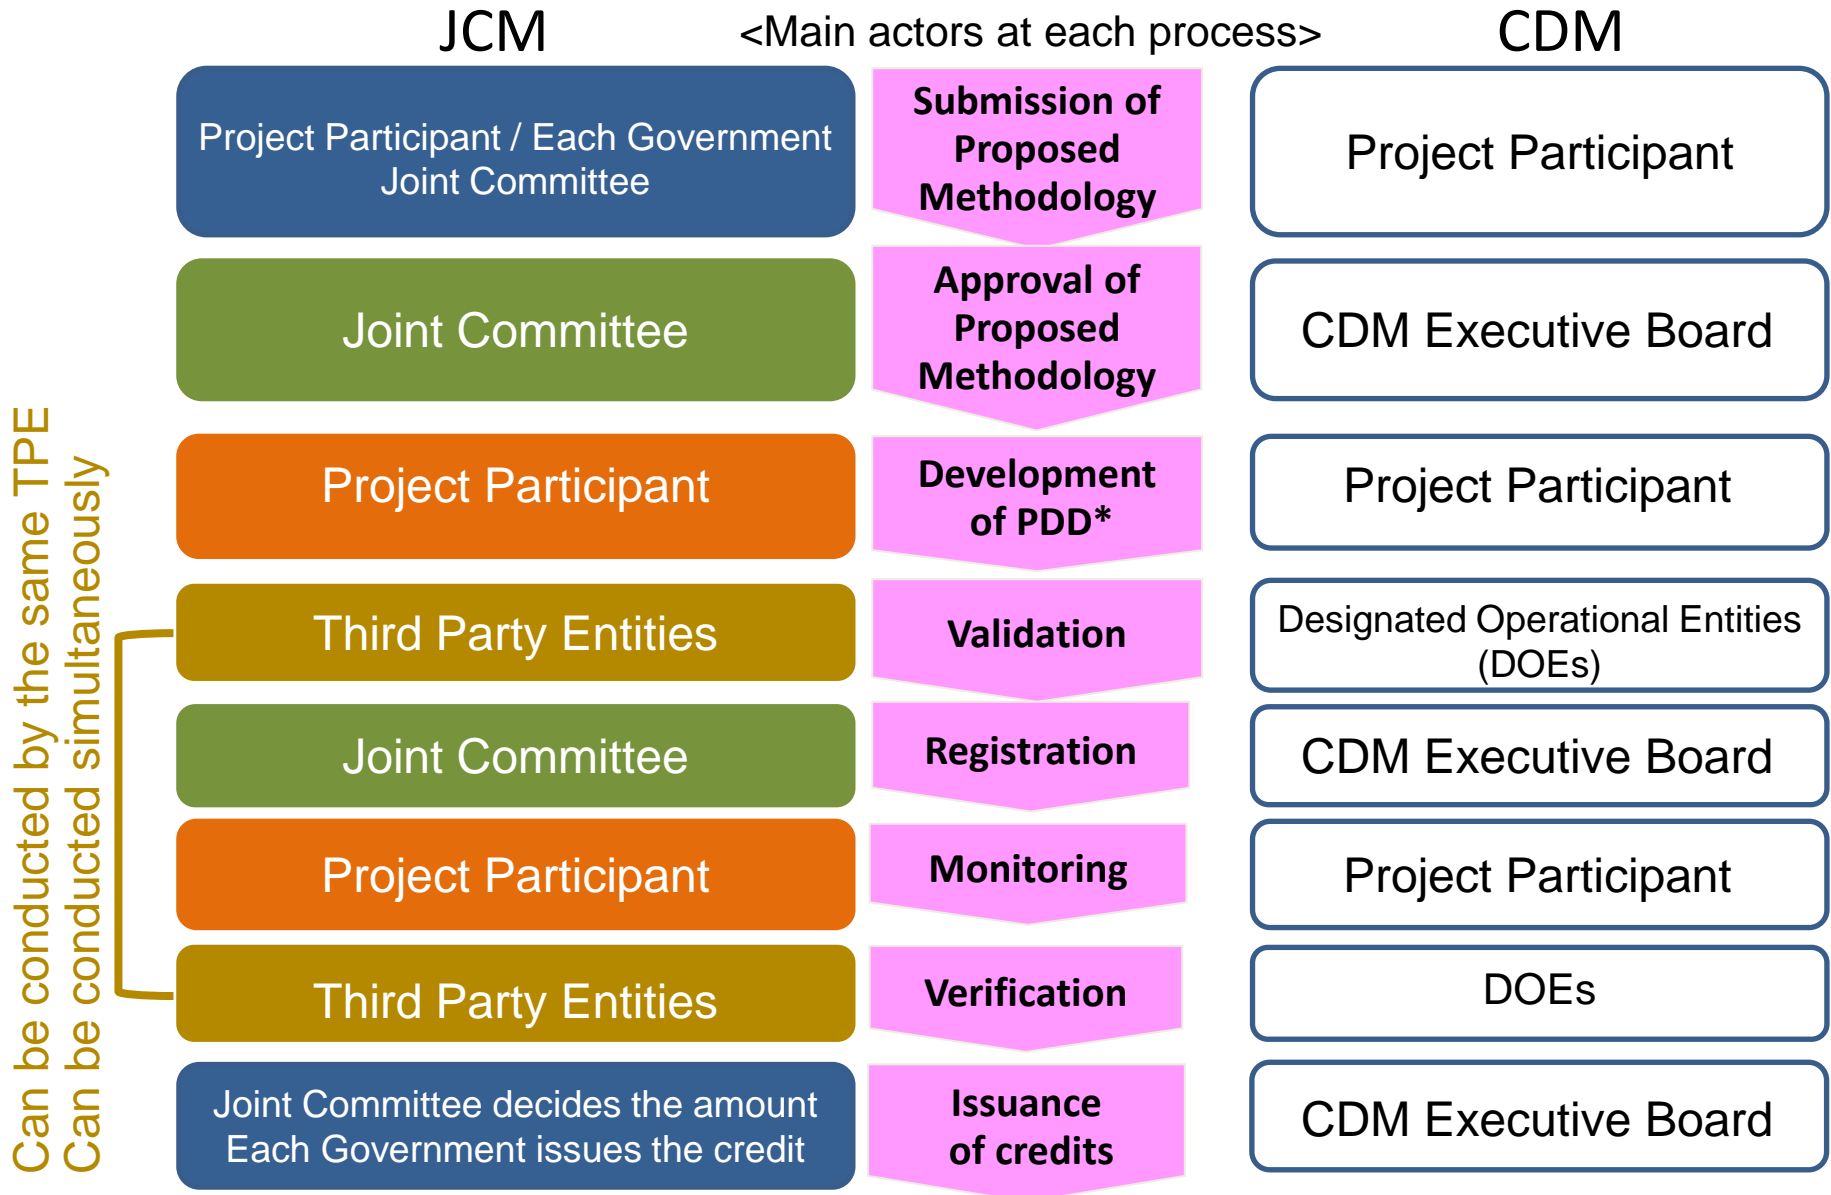 JCM
<Main actors at each process>
CDM
Project Participant / Each Government
Joint Committee
Submission of
Proposed
Methodology
Project Participant
Joint Committee
Approval of
Proposed
Methodology
CDM Executive Board
Project Participant
Development
of PDD*
Project Participant
Third Party Entities
Validation
Designated Operational Entities
(DOEs)
Joint Committee
Registration
CDM Executive Board
Project Participant
Monitoring
Project Participant
Third Party Entities
Verification
DOEs
Joint Committee decides the amount
Each Government issues the credit
Issuance
of credits
CDM Executive Board
Can be conducted by the same TPE
Can be conducted simultaneously